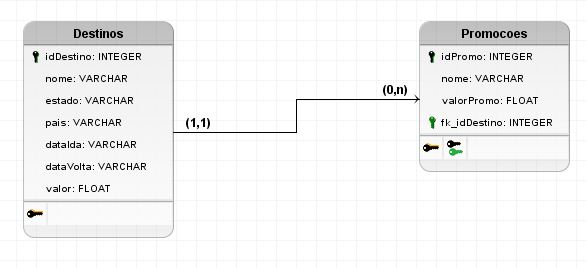 Destinos
idDestino: INTEGER
nome: VARCHAR
estado: VARCHAR
pais: VARCHAR
dataIda: VARCHAR
dataVolta: VARCHAR
valor: FLOAT
(1,1)
(0,n)
Promocoes
idPromo: INTEGER
nome: VARCHAR
valorPromo: FLOAT
fk_idDestino: INTEGER